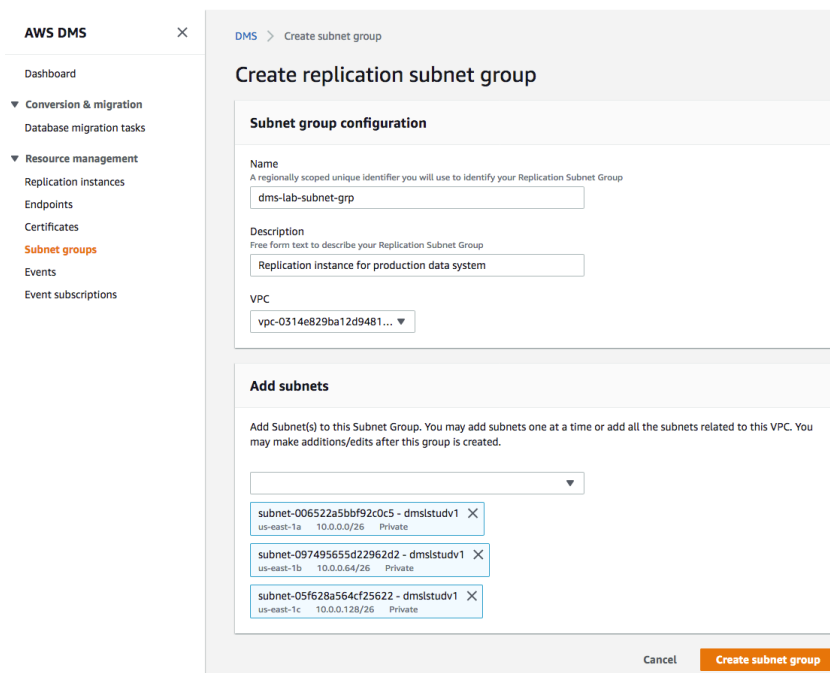 AWS DMS
Dashboard
Conversion & migration
Database migration tasks
Resource management
Replication instances
Endpoints
Certificates
Subnet groups
Events
Event subscriptions
DMS > Create subnet group
Create replication subnet group
Subnet group configuration
Name
A regionally scoped unique identifier you will use to identify your Replication Subnet Group
dms-lab-subnet-grp
Description
Free form text to describe your Replication Subnet Group
Replication instance for production data system
VPC
vpc-0314e829ba12d9481...
Add subnets
Add Subnet(s) to this Subnet Group. You may add subnets one at a time or add all the subnets related to this VPC. You
may make additions/edits after this group is created.
subnet-006522a5bbf92c0c5 - dmslstudv1
us-east-1a 10.0.0.0/26 Private
subnet-097495655d22962d2 - dmslstudv1
us-east-1b 10.0.0.64/26 Private
subnet-05f628a564cf25622 - dmslstudv1
us-east-1c 10.0.0.128/26 Private
Cancel Create subnet group